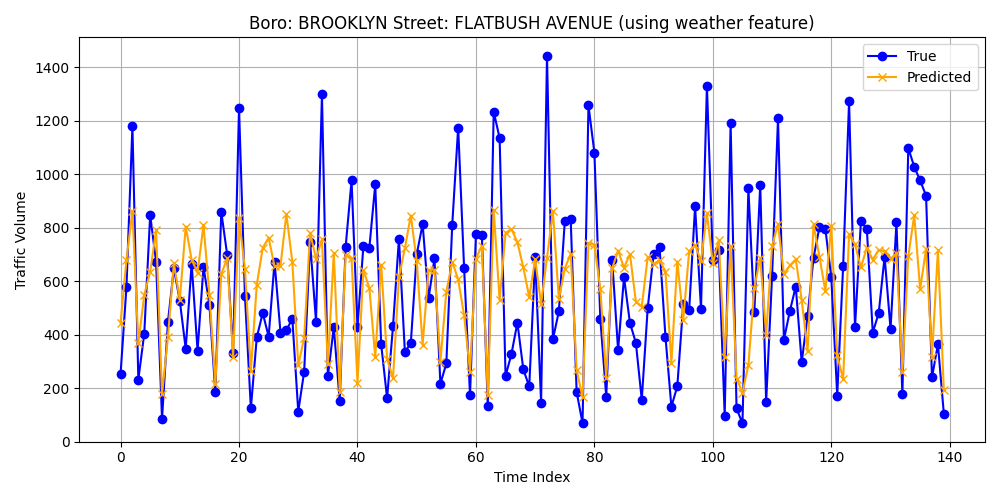 Boro: BROOKLYN Street: FLATBUSH AVENUE (using weather feature)
True
Predicted
Traffic Volume
1400
1200
1000
800
600
400
200
0
0 20 40 60 80 100 120 140
Time Index